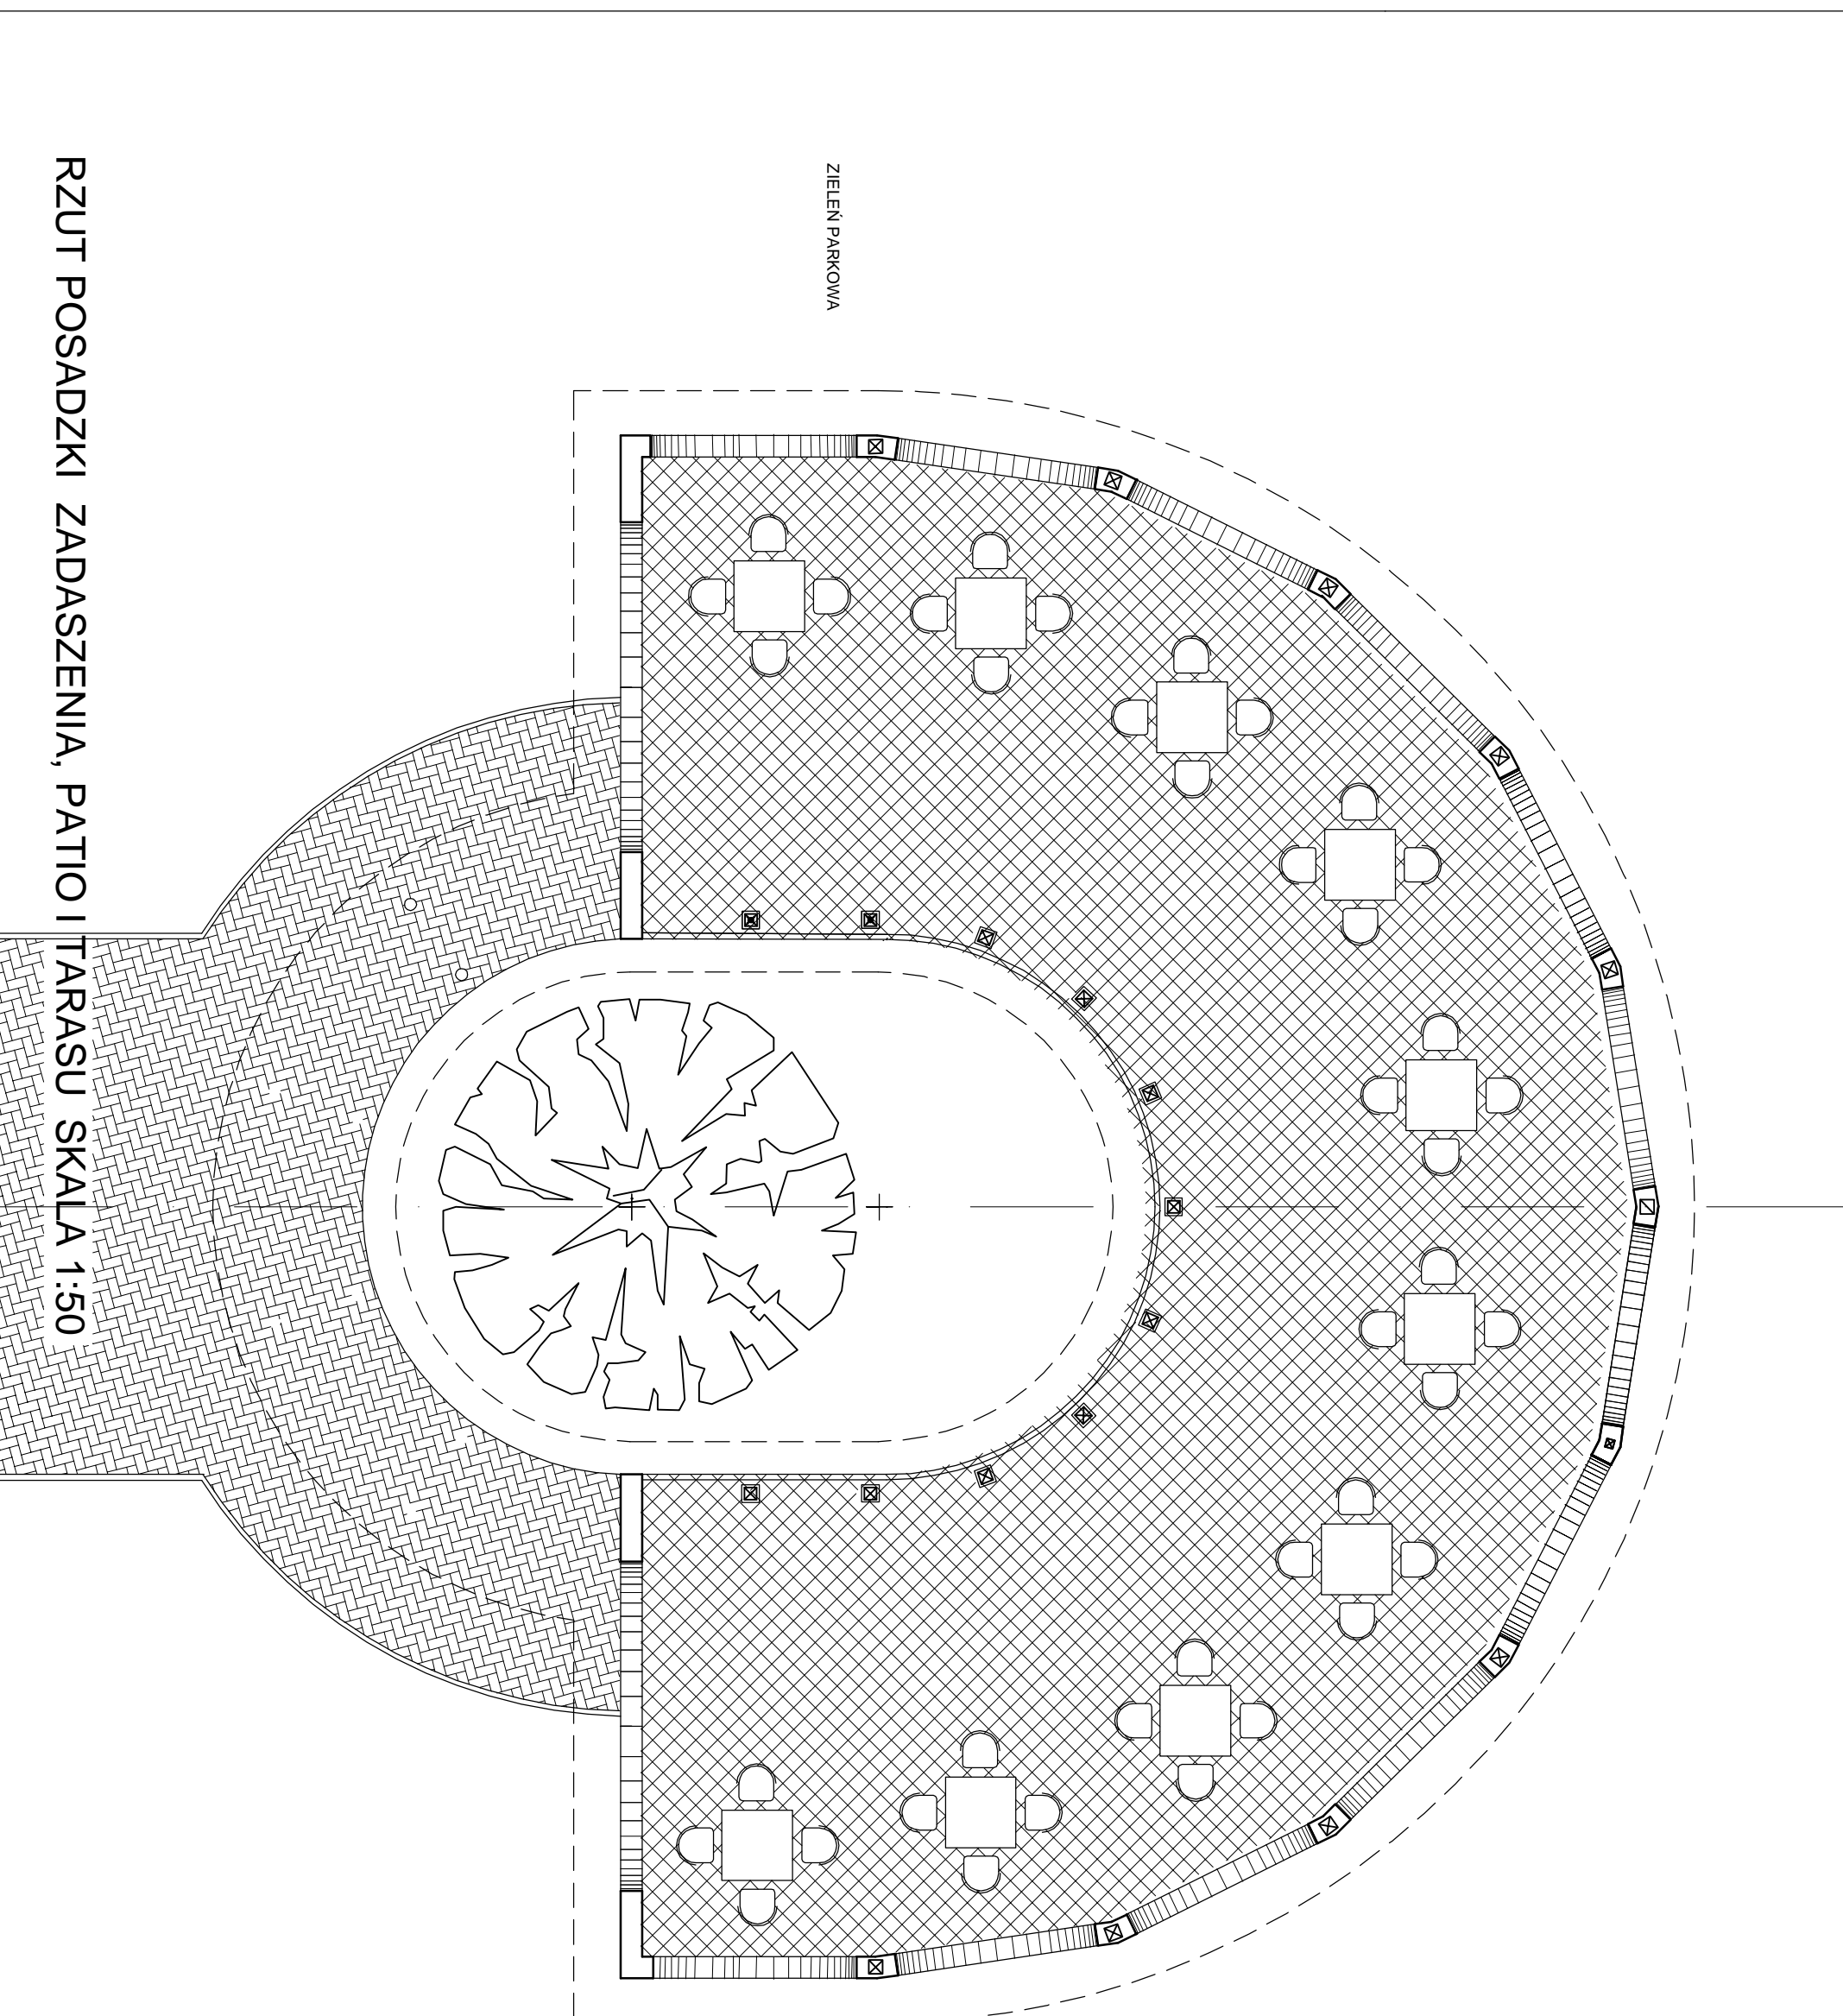 ZIELEŃ PARKOWA
RZUT POSADZKI ZADASZENIA, PATIO I TARASU SKALA 1:50